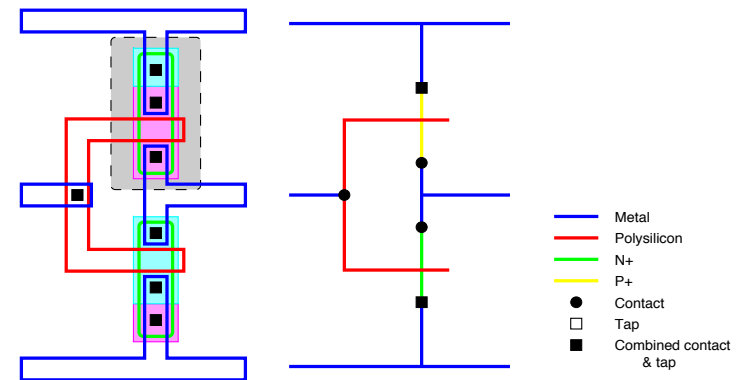 Metal
Polysilicon
N+
P+
Contact
Tap
Combined contact
& tap